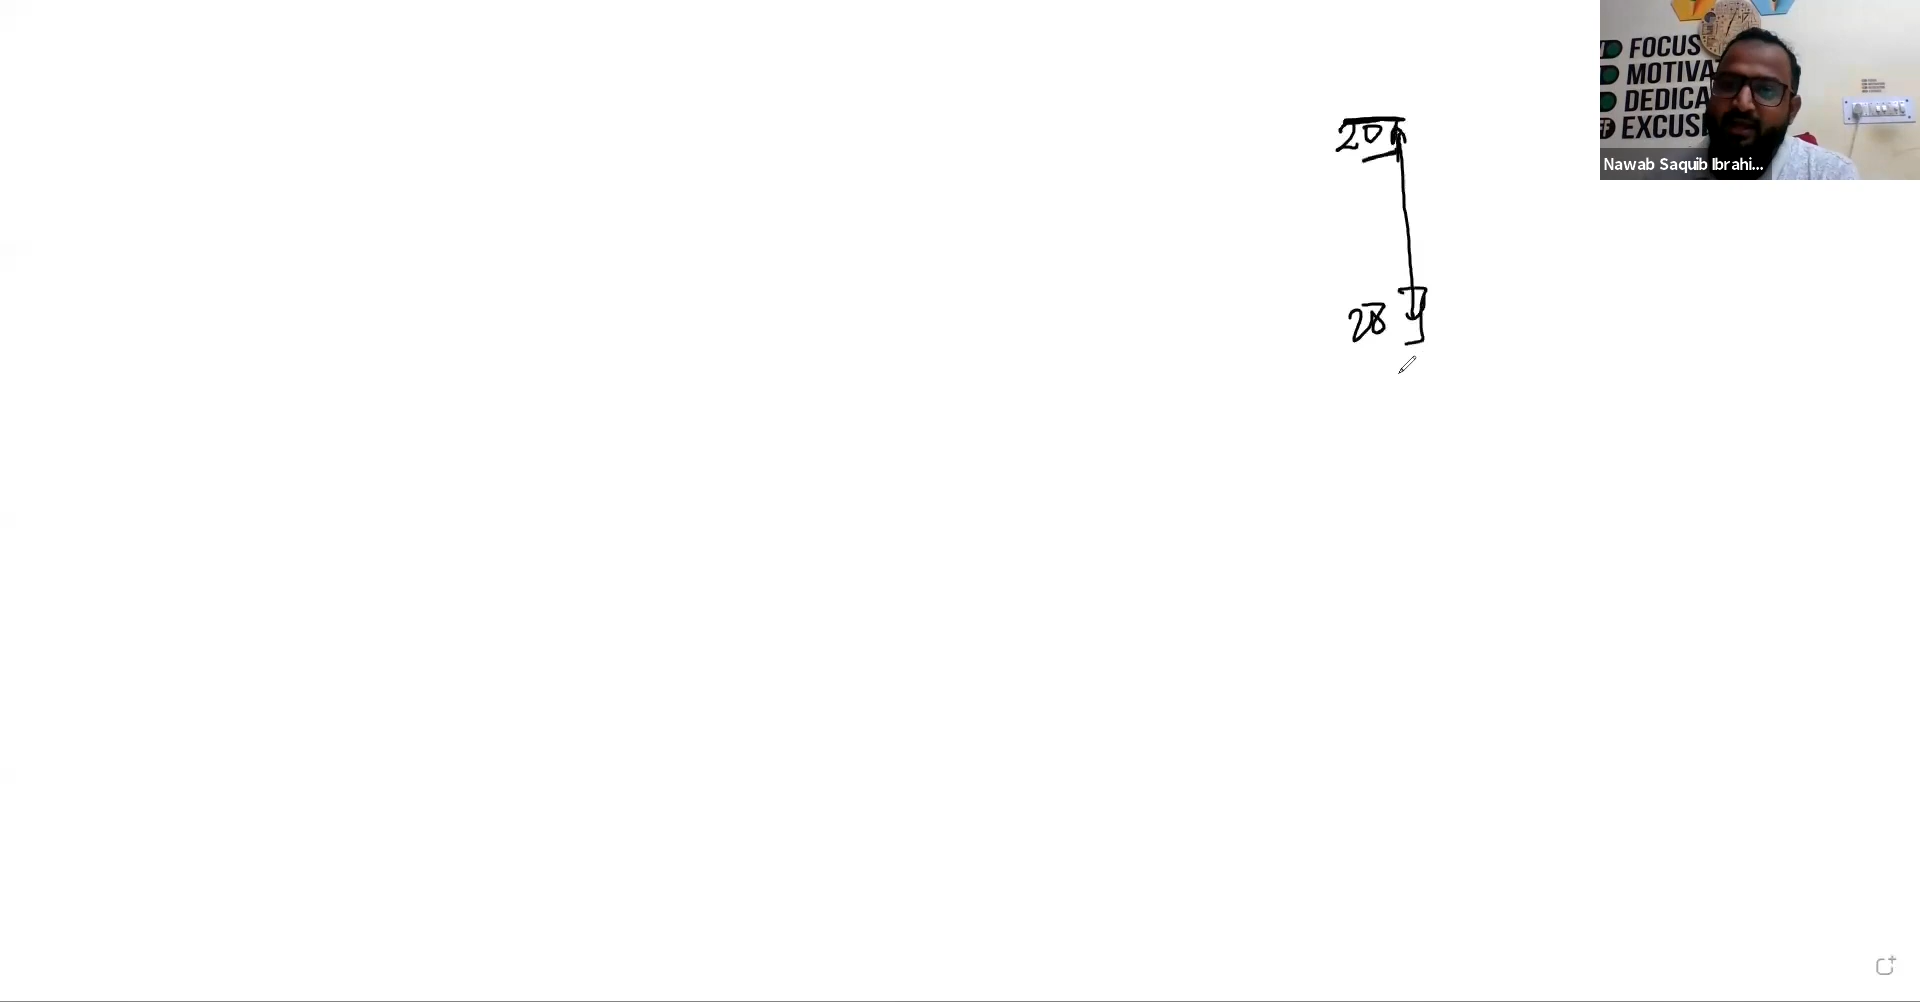 FOCUS
MOTIVA
DEDICA
EXCUS
Nawab Saquib Ibrahi...
20
28